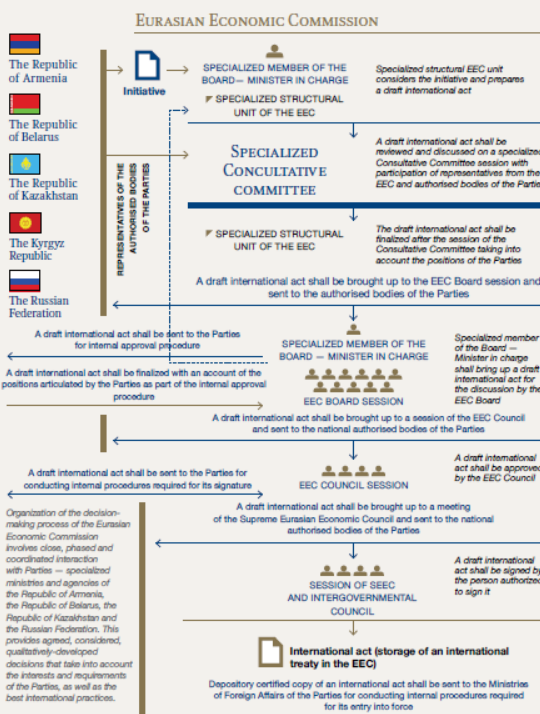 EURASIAN ECONOMIC COMMISSION
The Republic
of Armenia
The Republic
of Belarus
The Republic
of Kazakhstan
The Kyrgyz
Republic
The Russian
Federation
Initiative
REPRESENTATIVES OF THE
AUTHORISED BODIES
OF THE PARTIES
SPECIALIZED MEMBER OF THE
BOARD— MINISTER IN CHARGE
SPECIALIZED STRUCTURAL
UNIT OF THE EEC
Specialized structural EEC unit
considers the Initiative and prepares
a draft international act
SPECIALIZED
CONCULTATIVE
COMMITTEE
A draft international act shall be
reviewed and discussed on a specialized
Consultative Committee session with
participation of representatives from the
EEC and authorised bodies of the
SPECIALIZED STRUCTURAL
UNIT OF THE EEC
The draft international act shall be
finalized after the session of the
Consultative Committee taking into
account the positions of the Parties
A draft international act shall be brought up to the EEC Board session and
sent to the authorised bodies of the Parties
A draft international act shall be sent to the Parties
for internal approval procedure
SPECIALIZED MEMBER OF THE
BOARD — MINISTER IN CHARGE
Specialized member
of the Board —
Minister in charge
shall bring up a draft
international act for
the discussion by the
EEC Board
A draft international act shall be finalized with an account of the
positions articulated by the Parties as part of the internal approval
procedure
EEC BOARD SESSION
A draft international act shall be brought up to a session of the EEC Council
and sent to the national authorised bodies of the Parties
A draft international act shall be sent to the Parties for
conducting internal procedures required for its signature
EEC COUNCIL SESSION
A draft international
act shall be approved
by the EEC Council
A draft international act shall be brought up to a meeting
of the Supreme Eurasian Economic Council and sent to the national
authorised bodies of the Parties
Organization of the decision-
making process of the Eurasian
Economic Commission
involves close, phased and
coordinated interaction
with Parties — specialized
ministries and agencies of
the Republic of Armenia,
the Republic of Belarus, the
Republic of Kazakhstan and
the Russian Federation. This
provides agreed, considered,
qualitatively-developed
decisions that take into account
the interests and requirements
of the Parties, as well as the
best international practices.
SESSION OF SEEC
AND INTERGOVERNMENTAL
COUNCIL
A draft international
act shall be signed by
the person authorized
to sign it
International act (storage of an international
treaty in the EEC)
Depository certified copy of an international act shall be sent to the Ministries
of Foreign Affairs of the Parties for conducting internal procedures required
for its entry into force